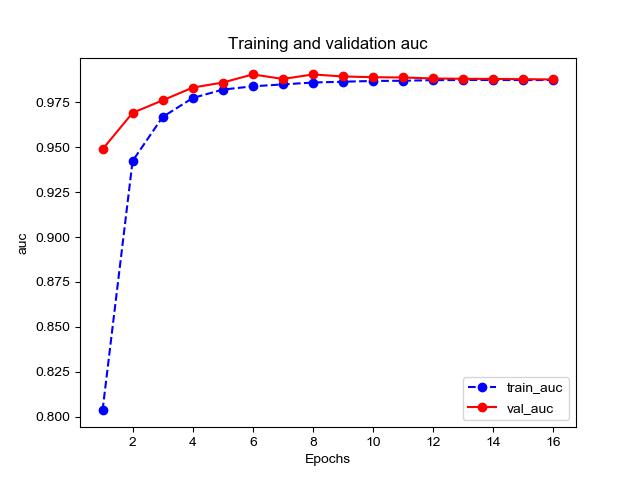 Training and validation auc
auc
0.975
0.950
0.925
0.900
0.875
0.850
0.825
0.800
train_auc
val_auc
2 4 6 8 10 12 14 16
Epochs